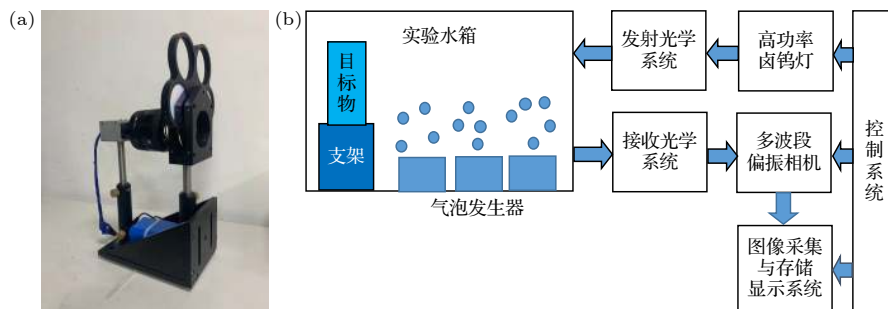 (a)
(b)
实验水箱
目
标
物
支架
气泡发生器
发射光学
系统
高功率
卤钨灯
接收光学
系统
多波段
偏振相机
图像采集
与存储
显示系统
控
制
系
统